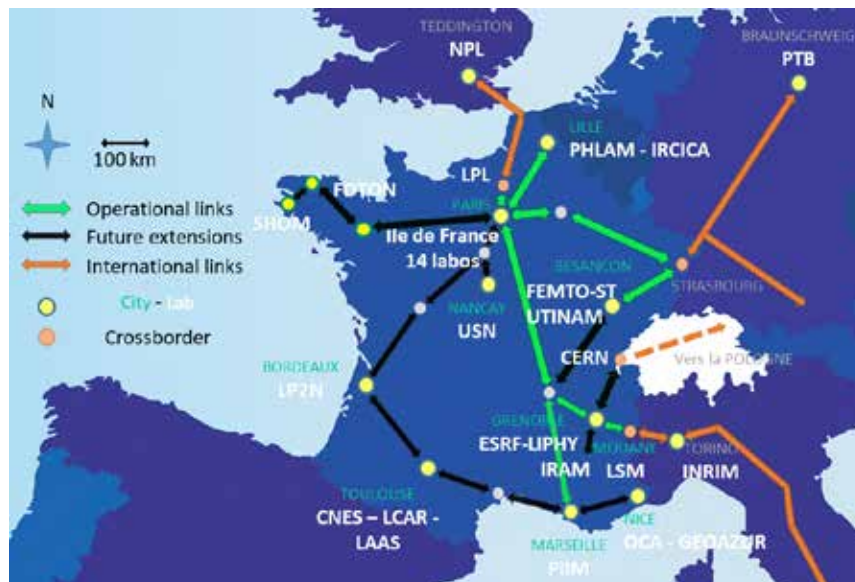 TEDDINGTON
NPL
BRAUNSCHWEIG
PTB
N
100 km
LILLE
PHLAM - IRCICA
LPL
FOTON
SHOM
PARIS
Operational links
Future extensions
International links
City - Lab
Crossborder
Ile de France
14 labos
BESANCON
STRASBOURG
FEMTO-ST
UTINAM
NANCAY
USN
CERN
Vers la POLOGNE
BORDEAUX
LP2N
GRENOBLE
ESRF-LIPHY
IRAM
MODANE
LSM
TORINO
INRIM
TOULOUSE
CNES – LCAR -
LAAS
NICE
OCA - GEOAZUR
MARSEILLE
PIIM